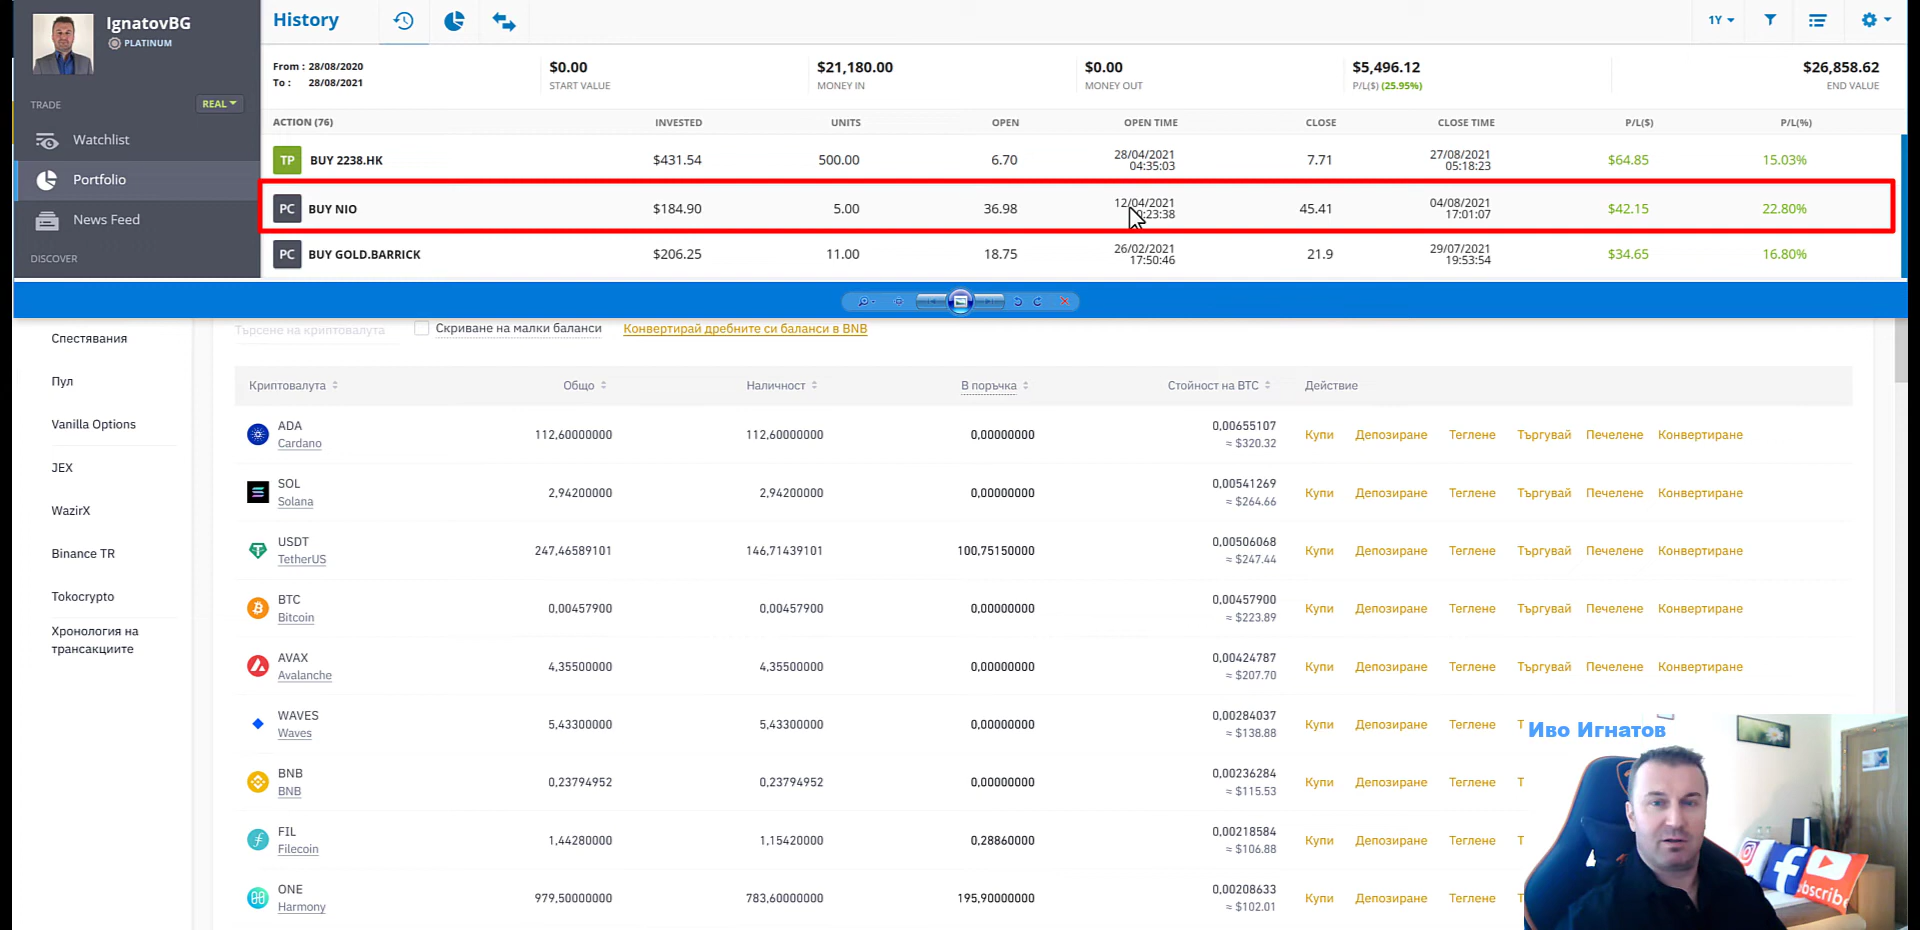 IgnatovBG
PLATINUM
TRADE
REAL
Watchlist
Portfolio
News Feed
DISCOVER
History
1Y
From : 28/08/2020
To : 28/08/2021
$0.00
START VALUE
$21,180.00
MONEY IN
$0.00
MONEY OUT
$5,496.12
P/L($) (25.95%)
$26,858.62
END VALUE
ACTION (76) INVESTED UNITS OPEN OPEN TIME CLOSE CLOSE TIME P/L($) P/L(%)
TP BUY 2238.HK $431.54 500.00 6.70 28/04/2021 04:35:03 7.71 27/08/2021 05:18:23 $64.85 15.03%
PC BUY NIO $184.90 5.00 36.98 12/04/2021 0:23:38 45.41 04/08/2021 17:01:07 $42.15 22.80%
PC BUY GOLD.BARRICK $206.25 11.00 18.75 26/02/2021 17:50:46 21.9 29/07/2021 19:53:54 $34.65 16.80%
Спестявания
Пул
Vanilla Options
JEX
WazirX
Binance TR
Tokocrypto
Хронология на
трансакциите
Търсене на криптовалута Скриване на малки баланси Конвертирай дребните си баланси в BNB
Криптовалута Общо Наличност В поръчка Стойност на BTC Действие
ADA
Cardano
112,60000000 112,60000000 0,00000000 0,00655107
≈ $320.32
Купи Депозиране Теглене Търгувай Печелене Конвертиране
SOL
Solana
2,94200000 2,94200000 0,00000000 0,00541269
≈ $264.66
Купи Депозиране Теглене Търгувай Печелене Конвертиране
USDT
TetherUS
247,46589101 146,71439101 100,75150000 0,00506068
≈ $247.44
Купи Депозиране Теглене Търгувай Печелене Конвертиране
BTC
Bitcoin
0,00457900 0,00457900 0,00000000 0,00457900
≈ $223.89
Купи Депозиране Теглене Търгувай Печелене Конвертиране
AVAX
Avalanche
4,35500000 4,35500000 0,00000000 0,00424787
≈ $207.70
Купи Депозиране Теглене Търгувай Печелене Конвертиране
WAVES
Waves
5,43300000 5,43300000 0,00000000 0,00284037
≈ $138.88
Купи Депозиране Теглене Т
BNB
BNB
0,23794952 0,23794952 0,00000000 0,00236284
≈ $115.53
Купи Депозиране Теглене Т
FIL
Filecoin
1,44280000 1,15420000 0,28860000 0,00218584
≈ $106.88
Купи Депозиране Теглене Т
ONE
Harmony
979,50000000 783,60000000 195,90000000 0,00208633
≈ $102.01
Купи Депозиране Теглене Т
Иво Игнатов
bscribe